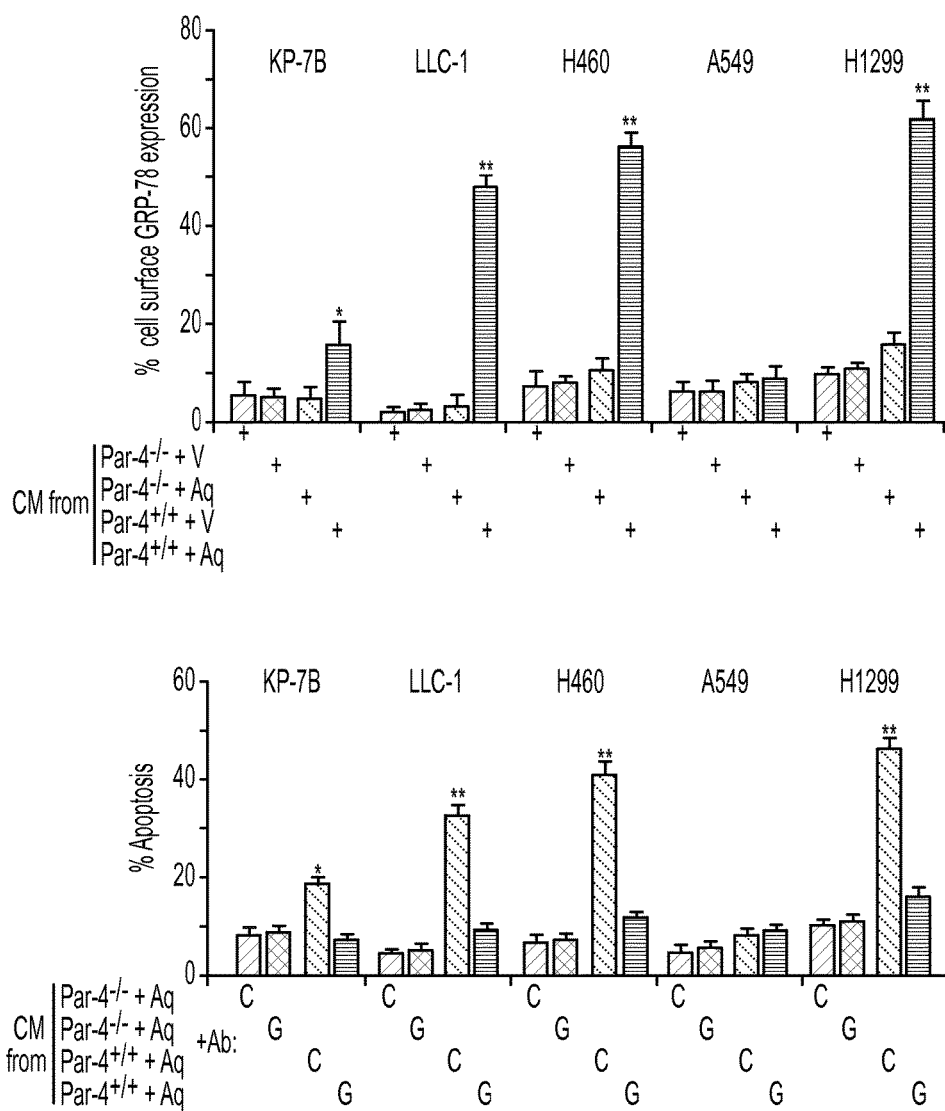 80
KP-7B LLC-1 H460 A549 H1299
** ** ** *
60
40
20
0
% cell surface GRP-78 expression
+ + + + +
Par-4-/- + V + + + + +
Par-4-/- + Aq + + + + +
Par-4+/+ + V + + + + +
Par-4+/+ + Aq
CM from
60
KP-7B LLC-1 H460 A549 H1299
** ** ** *
40
20
0
% Apoptosis
Par-4-/- + Aq C C C C C
Par-4-/- + Aq G G G G G
Par-4+/+ + Aq C C C C C
Par-4+/+ + Aq G G G G G
CM from
+Ab: